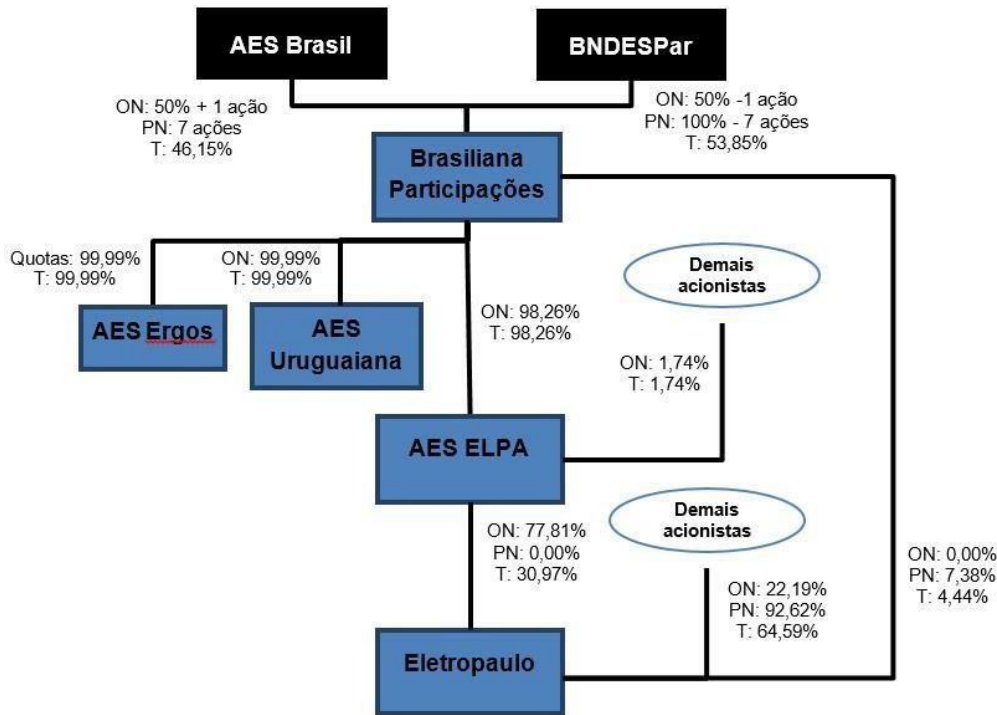 AES Brasil
BNDESPar
ON: 50% + 1 ação
PN: 7 ações
T: 46,15%
ON: 50% -1 ação
PN: 100% - 7 ações
T: 53,85%
Brasiliana
Participações
Quotas: 99,99%
T: 99,99%
ON: 99,99%
T: 99,99%
Demais
acionistas
AES Ergos
AES
Uruguaiana
ON: 98,26%
T: 98,26%
ON: 1,74%
T: 1,74%
AES ELPA
Demais
acionistas
ON: 77,81%
PN: 0,00%
T: 30,97%
ON: 22,19%
PN: 92,62%
T: 64,59%
ON: 0,00%
PN: 7,38%
T: 4,44%
Eletropaulo